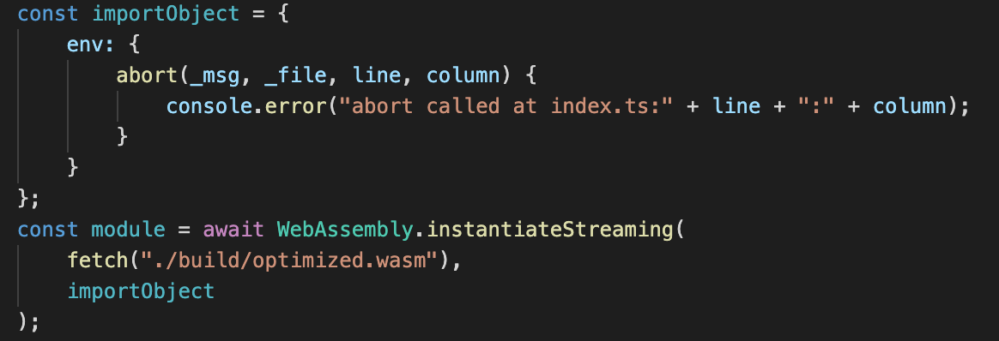 const importObject = {
    env: {
        abort(_msg, _file, line, column) {
            console.error("abort called at index.ts:" + line + ":" + column);
        }
    }
};
const module = await WebAssembly.instantiateStreaming(
    fetch("./build/optimized.wasm"),
    importObject
);